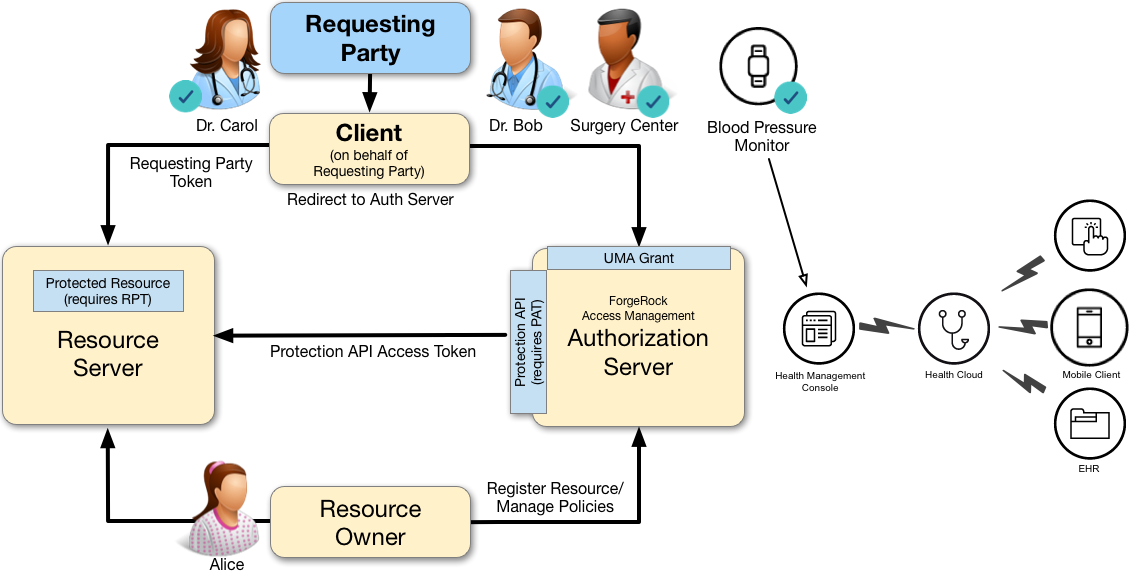 Requesting
Party
Dr. Carol
Dr. Bob
Surgery Center
Blood Pressure
Monitor
Client
(on behalf of
Requesting Party)
Requesting Party
Token
Redirect to Auth Server
Protected Resource
(requires RPT)
Resource
Server
UMA Grant
Protection API
(requires PAT)
ForgeRock
Access Management
Authorization
Server
Protection API Access Token
Health Management
Console
Health Cloud
Mobile Client
EHR
Alice
Resource
Owner
Register Resource/
Manage Policies